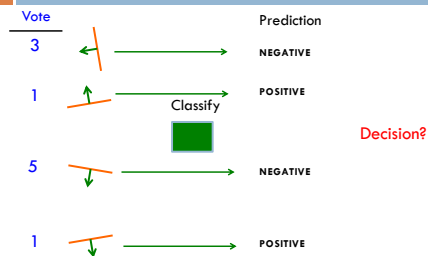 Vote
Prediction
3
NEGATIVE
1
POSITIVE
Classify
Decision?
5
NEGATIVE
1
POSITIVE